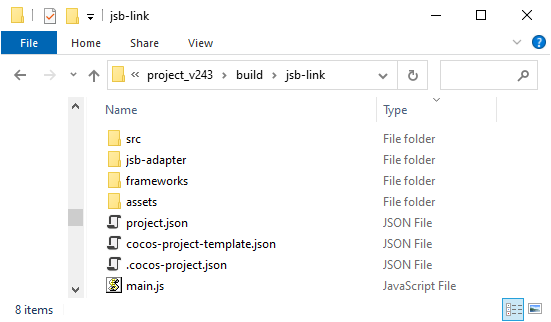 jsb-link
File Home Share View
project_v243 build jsb-link
Name Type
src File folder
jsb-adapter File folder
frameworks File folder
assets File folder
project.json JSON File
cocos-project-template.json JSON File
.cocos-project.json JSON File
main.js JavaScript File
8 items